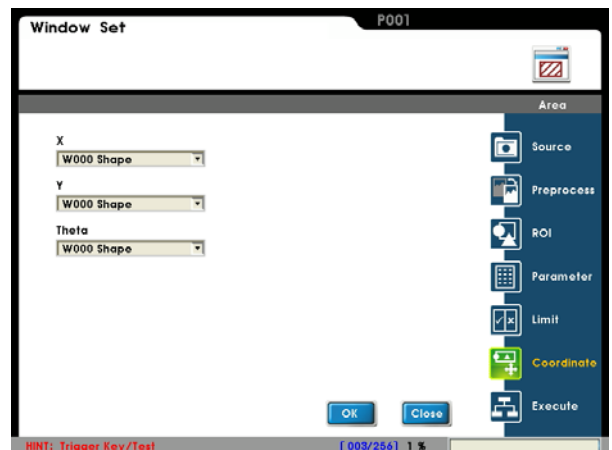 P001
Window Set
Area
X
W000 Shape
Y
W000 Shape
Theta
W000 Shape
Source
Preprocess
ROI
Parameter
Limit
Coordinate
Execute
OK Close
HINT: Trigger Key/Test [003/256] 1 %